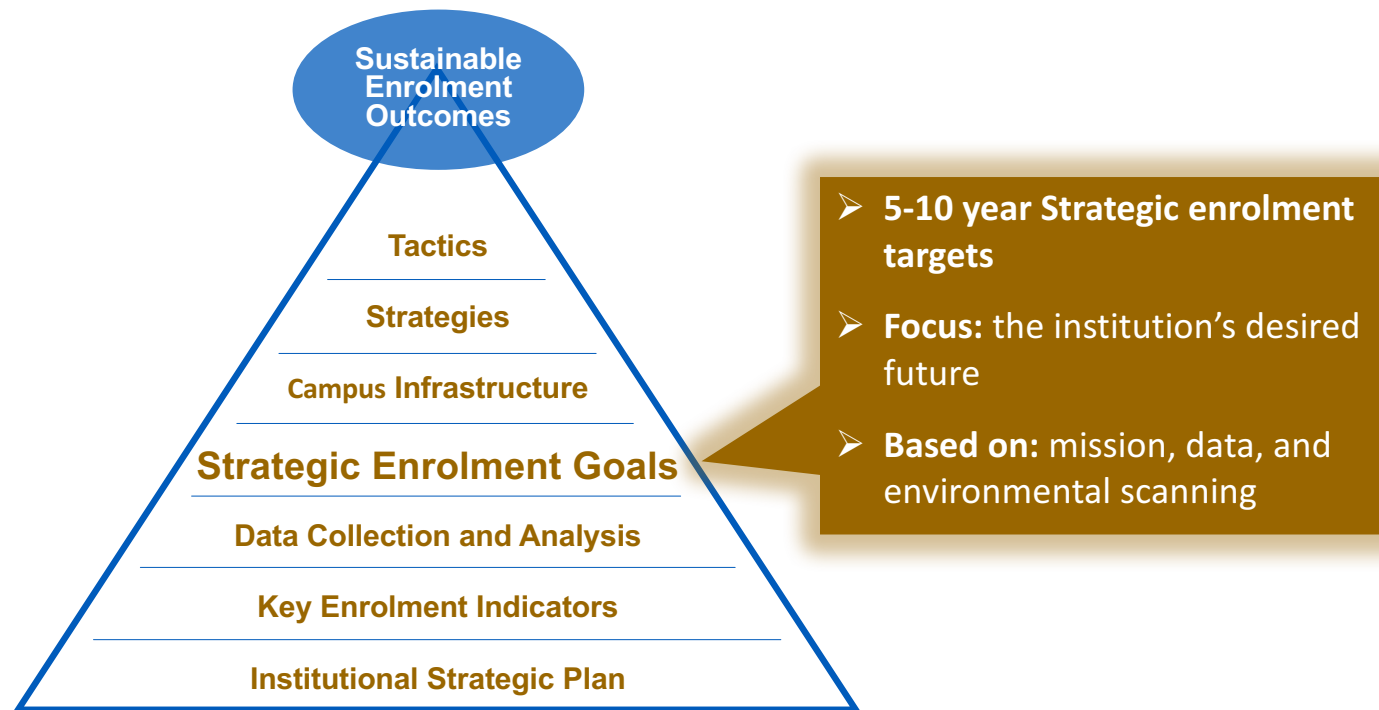 Sustainable
Enrolment
Outcomes
Tactics
Strategies
Campus Infrastructure
Strategic Enrolment Goals
Data Collection and Analysis
Key Enrolment Indicators
Institutional Strategic Plan
➢ 5-10 year Strategic enrolment
targets
➢ Focus: the institution’s desired
future
➢ Based on: mission, data, and
environmental scanning